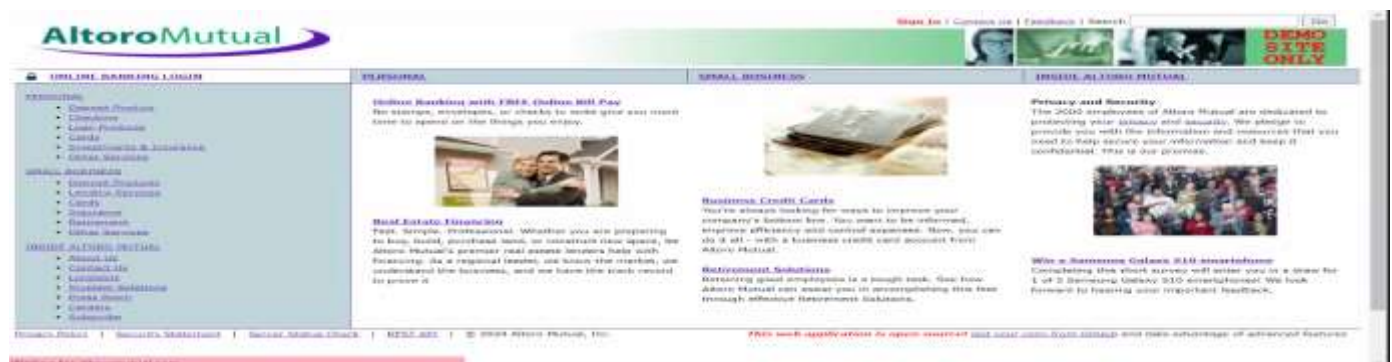 Sign In | Contact Us | Feedback | Search
Go
AltoroMutual
DEMO
SITE
ONLY
ONLINE BANKING LOGIN
PERSONAL
SMALL BUSINESS
INSIDE ALTORO MUTUAL
PERSONAL
Deposit Product
Checking
Loan Products
Cards
Investments & Insurance
Other Services
SMALL BUSINESS
Deposit Products
Lending Services
Cards
Insurance
Retirement
Other Services
INSIDE ALTORO MUTUAL
About Us
Contact Us
Locations
Investor Relations
Press Room
Careers
Subscribe
Online Banking with FREE Online Bill Pay
No stamps, envelopes, or checks to write give you more
time to spend on the things you enjoy.
Real Estate Financing
Fast. Simple. Professional. Whether you are preparing
to buy, build, purchase land, or construct new space, let
Altoro Mutual's premier real estate lenders help with
financing. As a regional leader, we know the market, we
understand the business, and we have the track record
to prove it
Business Credit Cards
You're always looking for ways to improve your
company's bottom line. You want to be informed,
improve efficiency and control expenses. Now, you can
do it all - with a business credit card account from
Altoro Mutual.
Retirement Solutions
Retaining good employees is a tough task. See how
Altoro Mutual can assist you in accomplishing this feat
through effective Retirement Solutions.
Privacy and Security
The 2000 employees of Altoro Mutual are dedicated to
protecting your privacy and security. We pledge to
provide you with the information and resources that you
need to help secure your information and keep it
confidential. This is our promise.
Win a Samsung Galaxy S10 smartphone
Completing this short survey will enter you in a draw for
1 of 5 Samsung Galaxy S10 smartphones! We look
forward to hearing your important feedback.
Privacy Policy | Security Statement | Server Status Check | REST API | © 2024 Altoro Mutual, Inc.
This web application is open source! Get your copy from GitHub and take advantage of advanced features